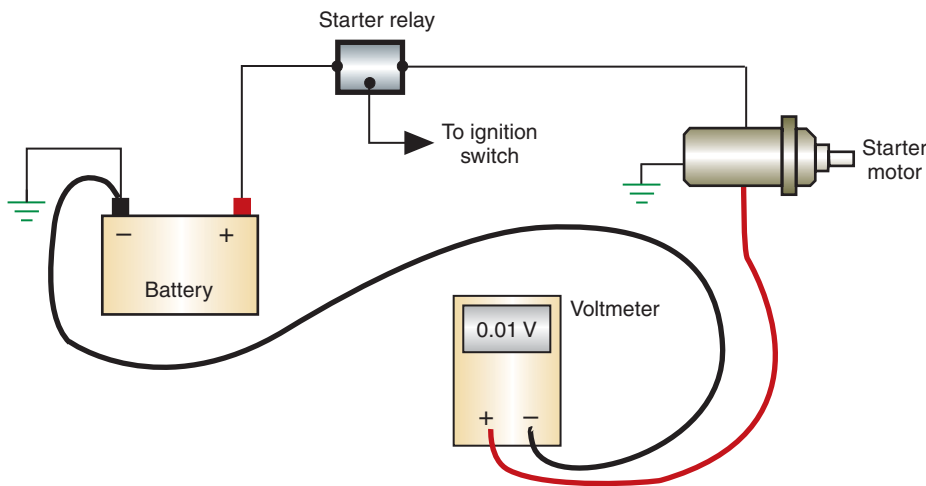 Starter relay
To ignition
switch
Starter
motor
− +
Battery
Voltmeter
0.01 V
+ −